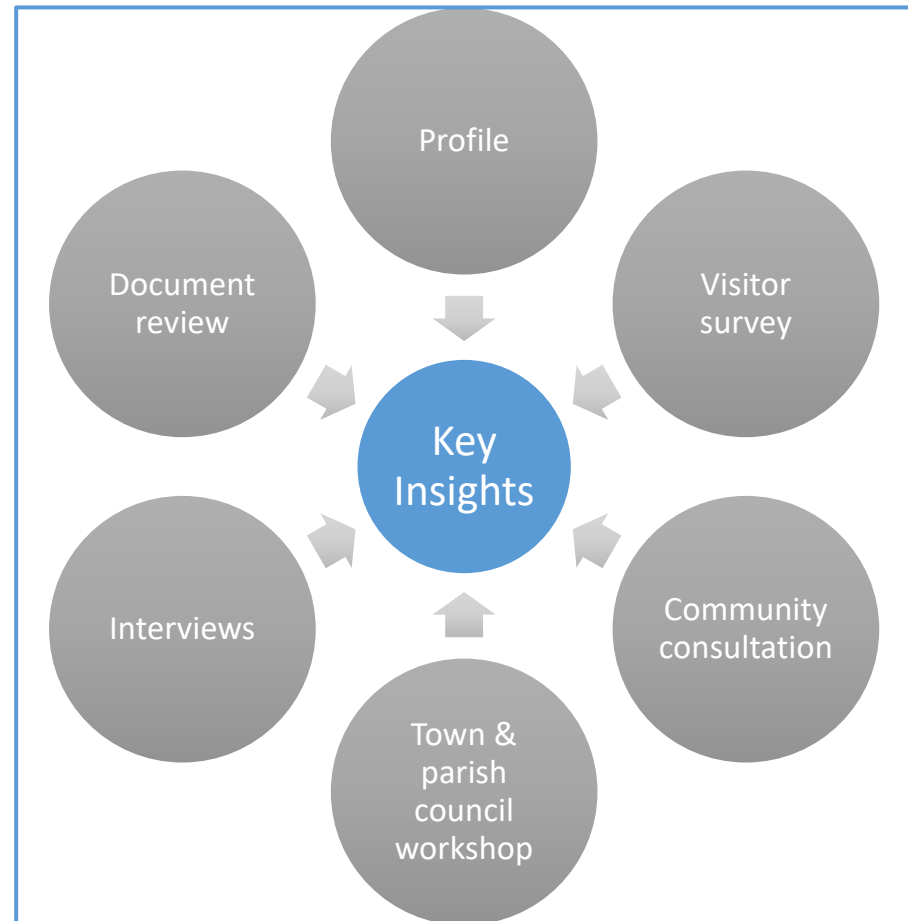 Profile
Document
review
Visitor
survey
Key
Insights
Interviews
Community
consultation
Town &
parish
council
workshop